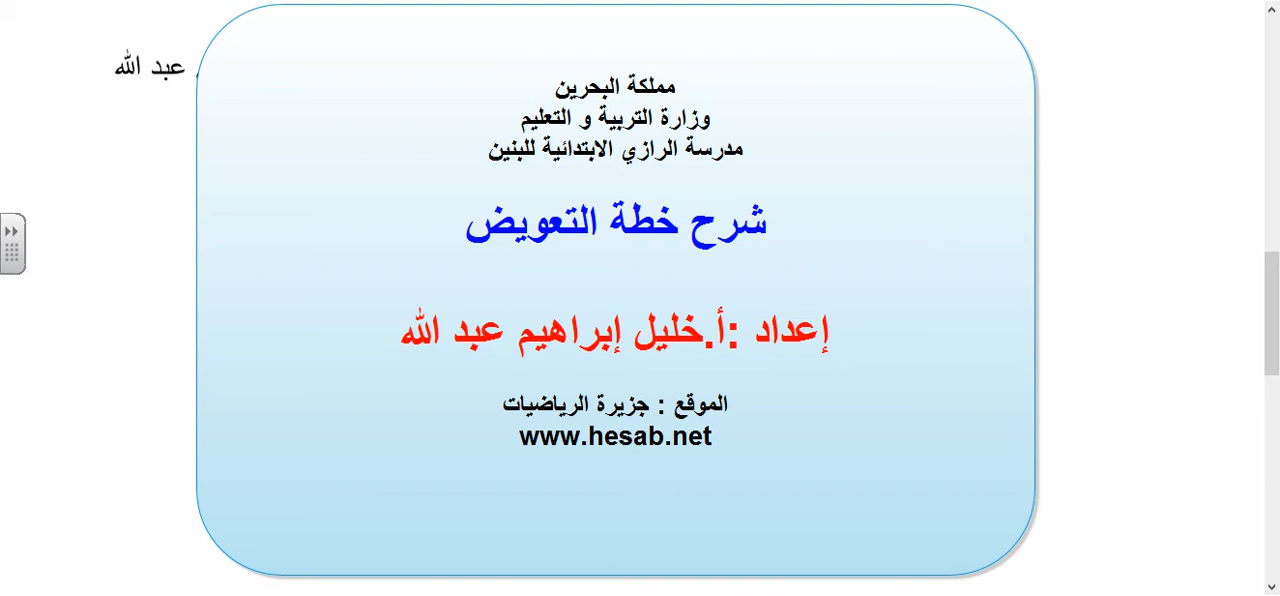 عبد الله
مملكة البحرين
وزارة التربية و التعليم
مدرسة الرازي الابتدائية للبنين
شرح خطة التعويض
إعداد :أ.خليل إبراهيم عبد الله
الموقع : جزيرة الرياضيات
www.hesab.net